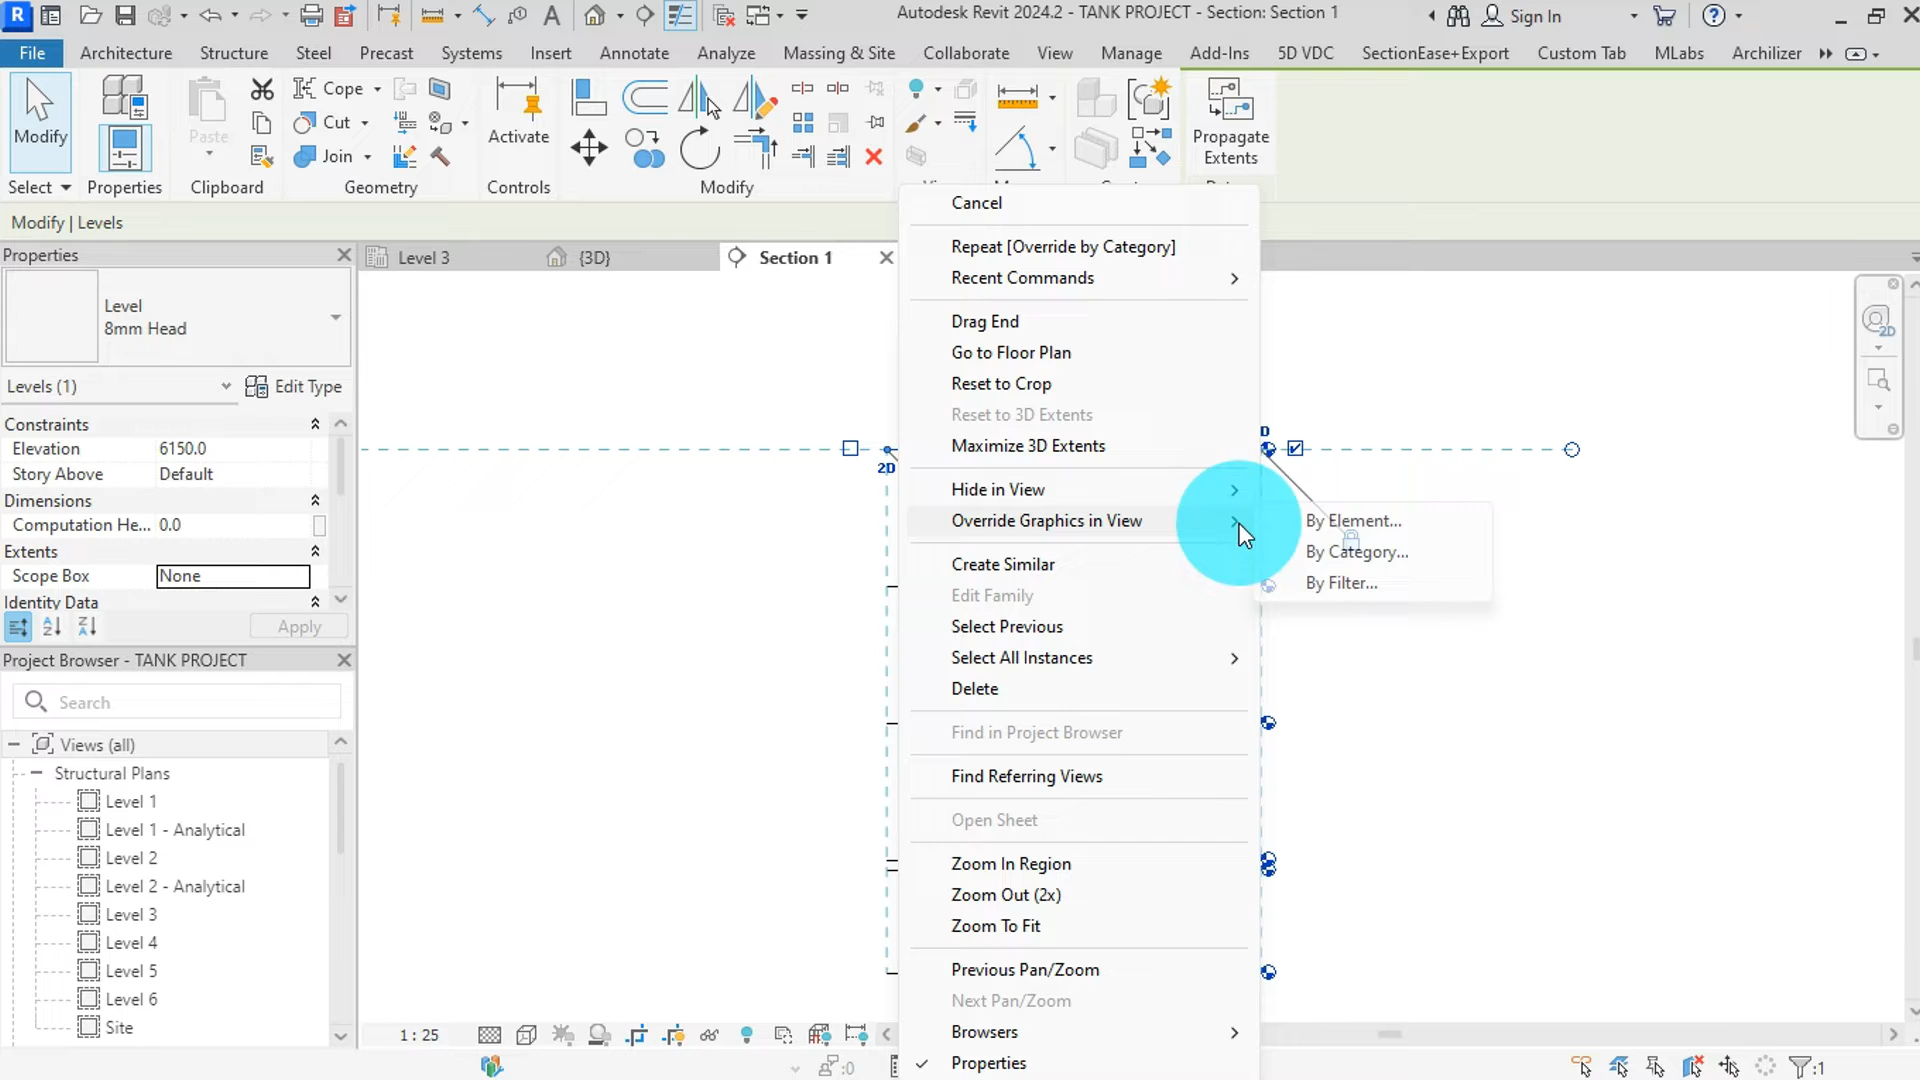 Autodesk Revit 2024.2 - TANK PROJECT - Section: Section 1
Sign In
File
Architecture
Structure
Steel
Precast
Systems
Insert
Annotate
Analyze
Massing & Site
Collaborate
View
Manage
Add-Ins
5D VDC
SectionEase+Export
Custom Tab
MLabs
Archilizer
Modify
Paste
Cope
Cut
Join
Activate
Propagate
Extents
Select
Properties
Clipboard
Geometry
Controls
Modify
Modify | Levels
Properties
Level 3
{3D}
Section 1
Level
8mm Head
Levels (1)
Edit Type
Constraints
Elevation 6150.0
Story Above Default
Dimensions
Computation He... 0.0
Extents
Scope Box None
Identity Data
Apply
Project Browser - TANK PROJECT
Search
Views (all)
Structural Plans
Level 1
Level 1 - Analytical
Level 2
Level 2 - Analytical
Level 3
Level 4
Level 5
Level 6
Site
Cancel
Repeat [Override by Category]
Recent Commands
Drag End
Go to Floor Plan
Reset to Crop
Reset to 3D Extents
Maximize 3D Extents
Hide in View
Override Graphics in View
Create Similar
Edit Family
Select Previous
Select All Instances
Delete
Find in Project Browser
Find Referring Views
Open Sheet
Zoom In Region
Zoom Out (2x)
Zoom To Fit
Previous Pan/Zoom
Next Pan/Zoom
Browsers
Properties
By Element...
By Category...
By Filter...
2D
D
2D
1 : 25
:0
:1